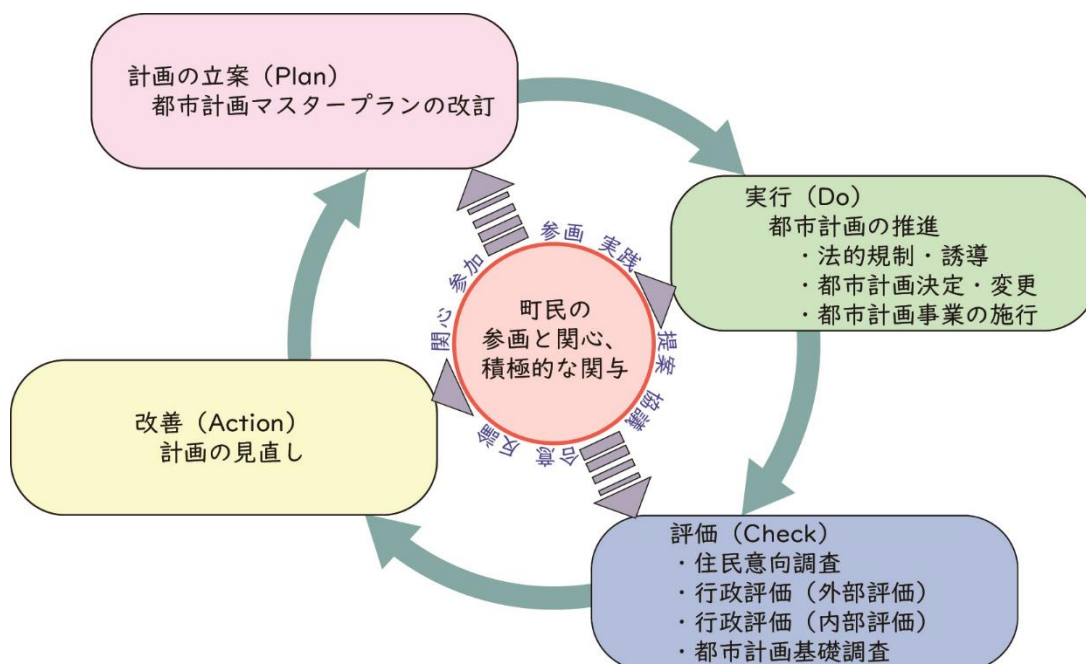 計画の立案（Plan）
都市計画マスタープランの改訂
実行（Do）
都市計画の推進
・法的規制・誘導
・都市計画決定・変更
・都市計画事業の施行
評価（Check）
・住民意向調査
・行政評価（外部評価）
・行政評価（内部評価）
・都市計画基礎調査
改善（Action）
計画の見直し
町民の
参画と関心、
積極的な関与
関心 参加 参画 実践 提案 協議 合意 反論